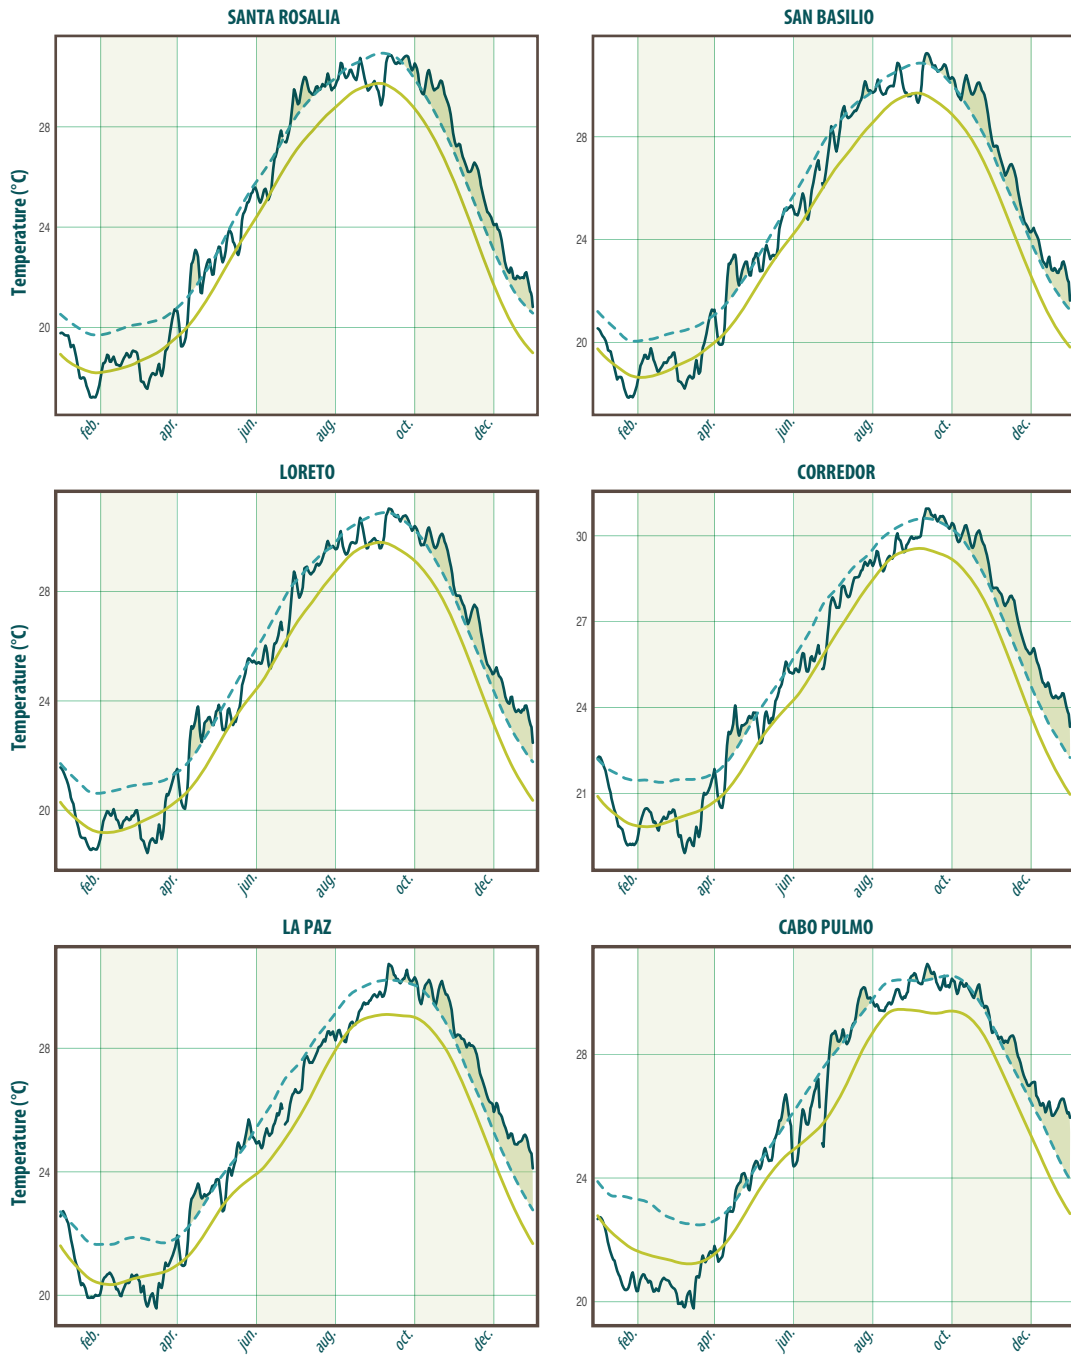 SANTA ROSALIA
SAN BASILIO
Temperature (°C)
28
24
20
feb. apr. jun. aug. oct. dec.
28
24
20
feb. apr. jun. aug. oct. dec.
LORETO
CORREDOR
Temperature (°C)
28
24
20
feb. apr. jun. aug. oct. dec.
30
27
24
21
feb. apr. jun. aug. oct. dec.
LA PAZ
CABO PULMO
Temperature (°C)
28
24
20
feb. apr. jun. aug. oct. dec.
28
24
20
feb. apr. jun. aug. oct. dec.